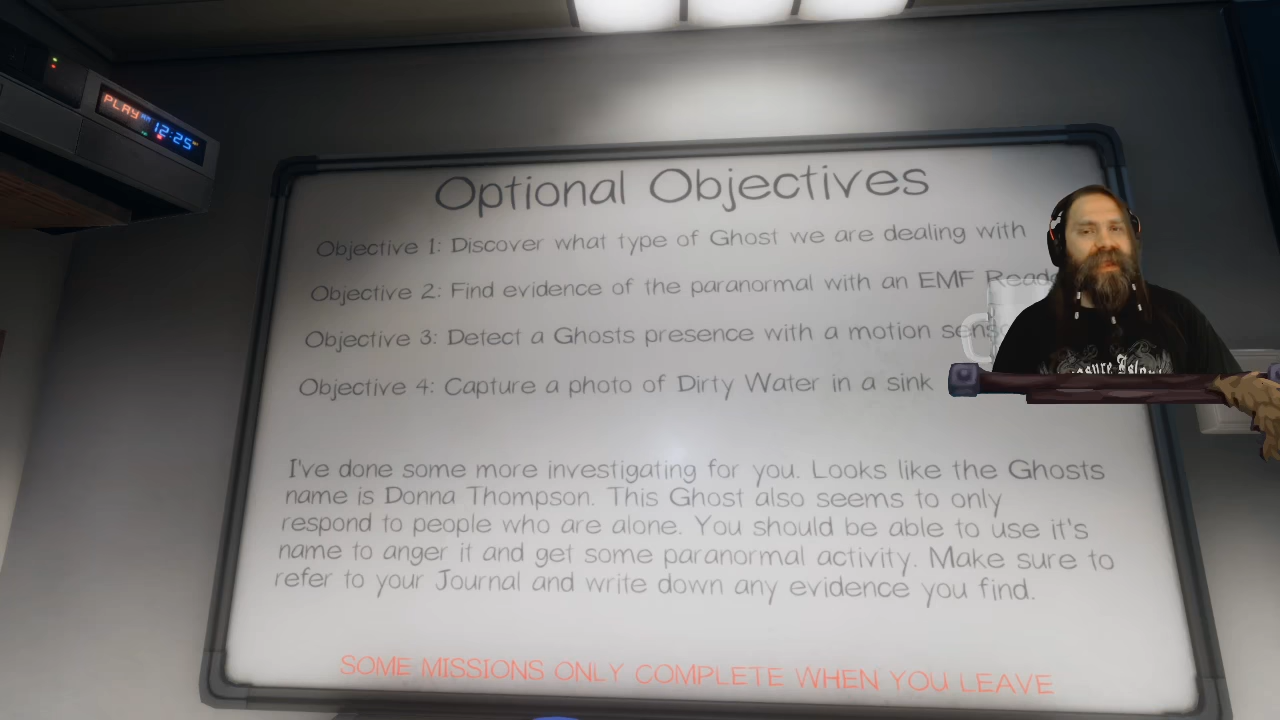 PLAY AM 12:25
Optional Objectives
Objective 1: Discover what type of Ghost we are dealing with
Objective 2: Find evidence of the paranormal with an EMF
Objective 3: Detect a Ghosts presence with a motion
Objective 4: Capture a photo of Dirty Water in a sink
I've done some more investigating for you. Looks like the Ghosts
name is Donna Thompson. This Ghost also seems to only
respond to people who are alone. You should be able to use it's
name to anger it and get some paranormal activity. Make sure to
refer to your Journal and write down any evidence you find.
SOME MISSIONS ONLY COMPLETE WHEN YOU LEAVE